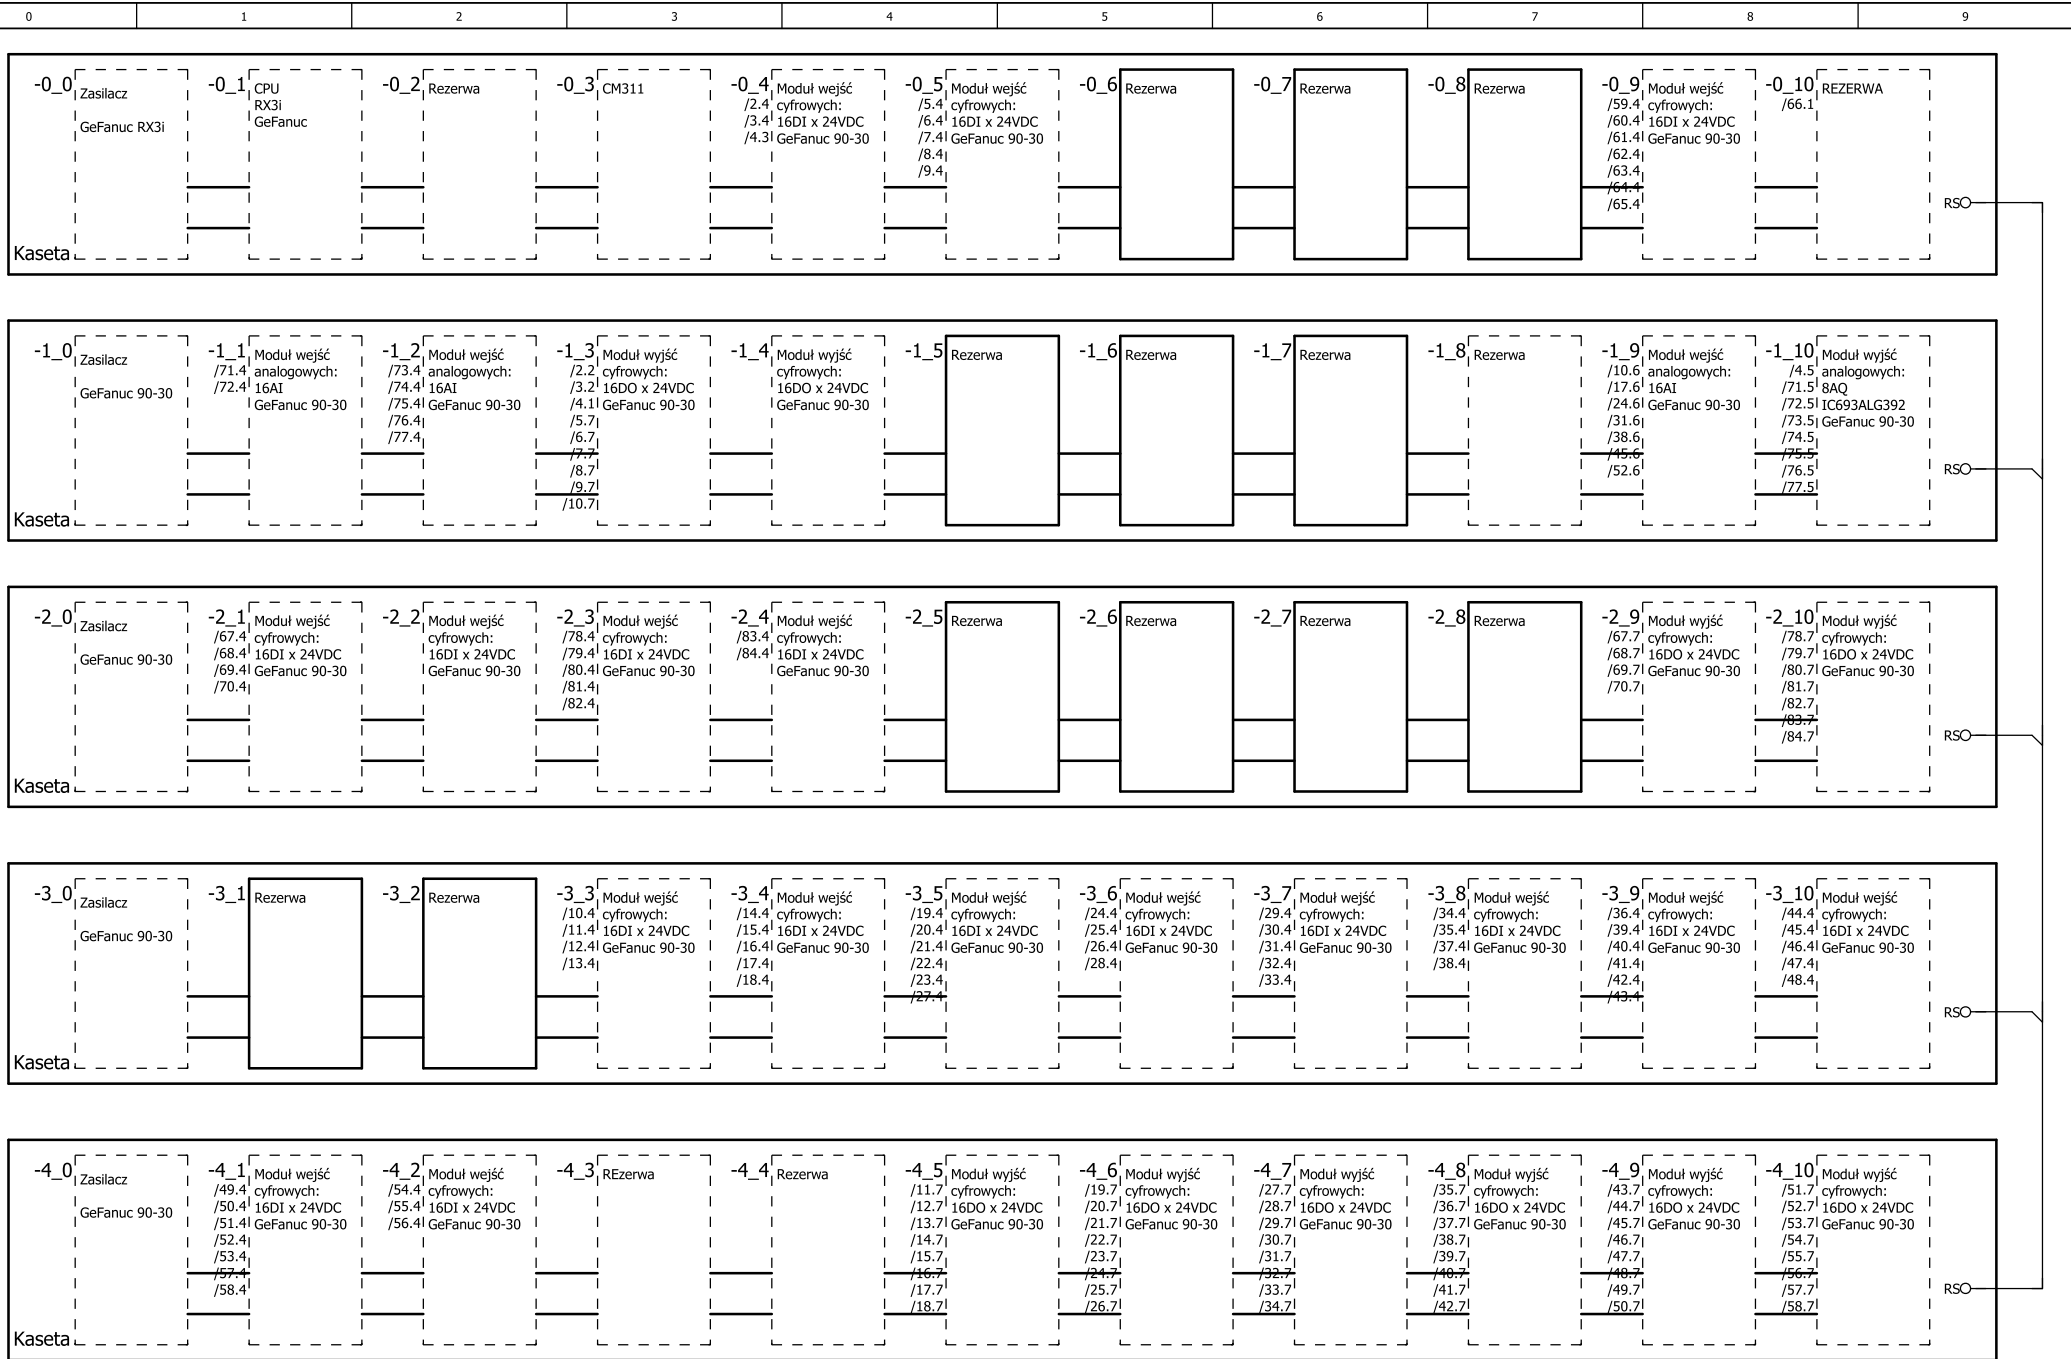 0 1 2 3 4 5 6 7 8 9
-0_0
Zasilacz
GeFanuc RX3i
-0_1
CPU
RX3i
GeFanuc
-0_2
Rezerwa
-0_3
CM311
-0_4
/2.4
/3.4
/4.3
Moduł wejść
cyfrowych:
16DI x 24VDC
GeFanuc 90-30
-0_5
/5.4
/6.4
/7.4
/8.4
/9.4
Moduł wejść
cyfrowych:
16DI x 24VDC
GeFanuc 90-30
-0_6
Rezerwa
-0_7
Rezerwa
-0_8
Rezerwa
-0_9
/59.4
/60.4
/61.4
/62.4
/63.4
/64.4
/65.4
Moduł wejść
cyfrowych:
16DI x 24VDC
GeFanuc 90-30
-0_10
/66.1
REZERWA
RS
Kaseta
-1_0
Zasilacz
GeFanuc 90-30
-1_1
/71.4
/72.4
Moduł wejść
analogowych:
16AI
GeFanuc 90-30
-1_2
/73.4
/74.4
/75.4
/76.4
/77.4
Moduł wejść
analogowych:
16AI
GeFanuc 90-30
-1_3
/2.2
/3.2
/4.1
/5.7
/6.7
/7.7
/8.7
/9.7
/10.7
Moduł wyjść
cyfrowych:
16DO x 24VDC
GeFanuc 90-30
-1_4
Moduł wyjść
cyfrowych:
16DO x 24VDC
GeFanuc 90-30
-1_5
Rezerwa
-1_6
Rezerwa
-1_7
Rezerwa
-1_8
Rezerwa
-1_9
/10.6
/17.6
/24.6
/31.6
/38.6
/45.6
/52.6
Moduł wejść
analogowych:
16AI
GeFanuc 90-30
-1_10
/4.5
/71.5
/72.5
/73.5
/74.5
/75.5
/76.5
/77.5
Moduł wyjść
analogowych:
8AQ
IC693ALG392
GeFanuc 90-30
RS
Kaseta
-2_0
Zasilacz
GeFanuc 90-30
-2_1
/67.4
/68.4
/69.4
/70.4
Moduł wejść
cyfrowych:
16DI x 24VDC
GeFanuc 90-30
-2_2
Moduł wejść
cyfrowych:
16DI x 24VDC
GeFanuc 90-30
-2_3
/78.4
/79.4
/80.4
/81.4
/82.4
Moduł wejść
cyfrowych:
16DI x 24VDC
GeFanuc 90-30
-2_4
/83.4
/84.4
Moduł wejść
cyfrowych:
16DI x 24VDC
GeFanuc 90-30
-2_5
Rezerwa
-2_6
Rezerwa
-2_7
Rezerwa
-2_8
Rezerwa
-2_9
/67.7
/68.7
/69.7
/70.7
Moduł wyjść
cyfrowych:
16DO x 24VDC
GeFanuc 90-30
-2_10
/78.7
/79.7
/80.7
/81.7
/82.7
/83.7
/84.7
Moduł wyjść
cyfrowych:
16DO x 24VDC
GeFanuc 90-30
RS
Kaseta
-3_0
Zasilacz
GeFanuc 90-30
-3_1
Rezerwa
-3_2
Rezerwa
-3_3
/10.4
/11.4
/12.4
/13.4
Moduł wejść
cyfrowych:
16DI x 24VDC
GeFanuc 90-30
-3_4
/14.4
/15.4
/16.4
/17.4
/18.4
Moduł wejść
cyfrowych:
16DI x 24VDC
GeFanuc 90-30
-3_5
/19.4
/20.4
/21.4
/22.4
/23.4
/27.4
Moduł wejść
cyfrowych:
16DI x 24VDC
GeFanuc 90-30
-3_6
/24.4
/25.4
/26.4
/28.4
Moduł wejść
cyfrowych:
16DI x 24VDC
GeFanuc 90-30
-3_7
/29.4
/30.4
/31.4
/32.4
/33.4
Moduł wejść
cyfrowych:
16DI x 24VDC
GeFanuc 90-30
-3_8
/34.4
/35.4
/37.4
/38.4
Moduł wejść
cyfrowych:
16DI x 24VDC
GeFanuc 90-30
-3_9
/36.4
/39.4
/40.4
/41.4
/42.4
/43.4
Moduł wejść
cyfrowych:
16DI x 24VDC
GeFanuc 90-30
-3_10
/44.4
/45.4
/46.4
/47.4
/48.4
Moduł wejść
cyfrowych:
16DI x 24VDC
GeFanuc 90-30
RS
Kaseta
-4_0
Zasilacz
GeFanuc 90-30
-4_1
/49.4
/50.4
/51.4
/52.4
/53.4
/57.4
/58.4
Moduł wejść
cyfrowych:
16DI x 24VDC
GeFanuc 90-30
-4_2
/54.4
/55.4
/56.4
Moduł wejść
cyfrowych:
16DI x 24VDC
GeFanuc 90-30
-4_3
REzerwa
-4_4
Rezerwa
-4_5
/11.7
/12.7
/13.7
/14.7
/15.7
/16.7
/17.7
/18.7
Moduł wyjść
cyfrowych:
16DO x 24VDC
GeFanuc 90-30
-4_6
/19.7
/20.7
/21.7
/22.7
/23.7
/24.7
/25.7
/26.7
Moduł wyjść
cyfrowych:
16DO x 24VDC
GeFanuc 90-30
-4_7
/27.7
/28.7
/29.7
/30.7
/31.7
/32.7
/33.7
/34.7
Moduł wyjść
cyfrowych:
16DO x 24VDC
GeFanuc 90-30
-4_8
/35.7
/36.7
/37.7
/38.7
/39.7
/40.7
/41.7
/42.7
Moduł wyjść
cyfrowych:
16DO x 24VDC
GeFanuc 90-30
-4_9
/43.7
/44.7
/45.7
/46.7
/47.7
/48.7
/49.7
/50.7
Moduł wyjść
cyfrowych:
16DO x 24VDC
GeFanuc 90-30
-4_10
/51.7
/52.7
/53.7
/54.7
/55.7
/56.7
/57.7
/58.7
Moduł wyjść
cyfrowych:
16DO x 24VDC
GeFanuc 90-30
RS
Kaseta